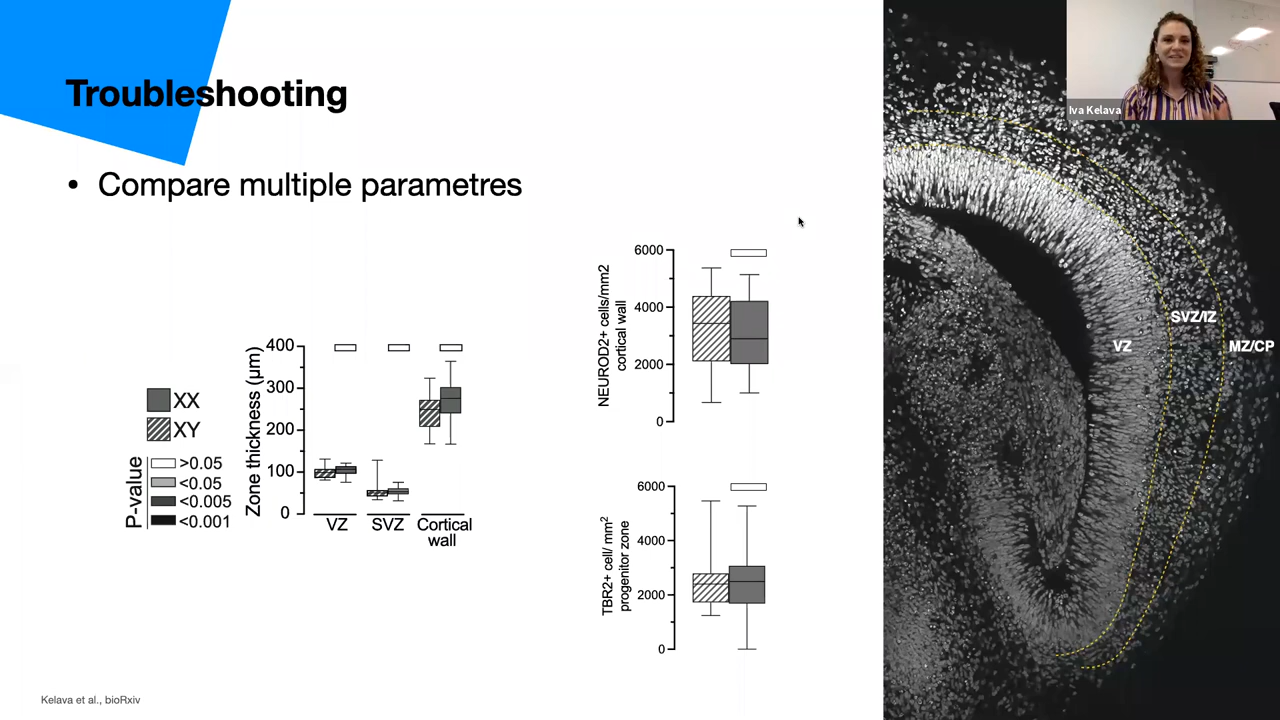 Troubleshooting
• Compare multiple parametres
XX
XY
P-value
>0.05
<0.05
<0.005
<0.001
Zone thickness (μm)
400
300
200
100
0
VZ
SVZ
Cortical
wall
NEUROD2+ cells/mm2
cortical wall
6000
4000
2000
0
TBR2+ cell/ mm2
progenitor zone
6000
4000
2000
0
Iva Kelava
SVZ/IZ
VZ
MZ/CP
Kelava et al., bioRxiv